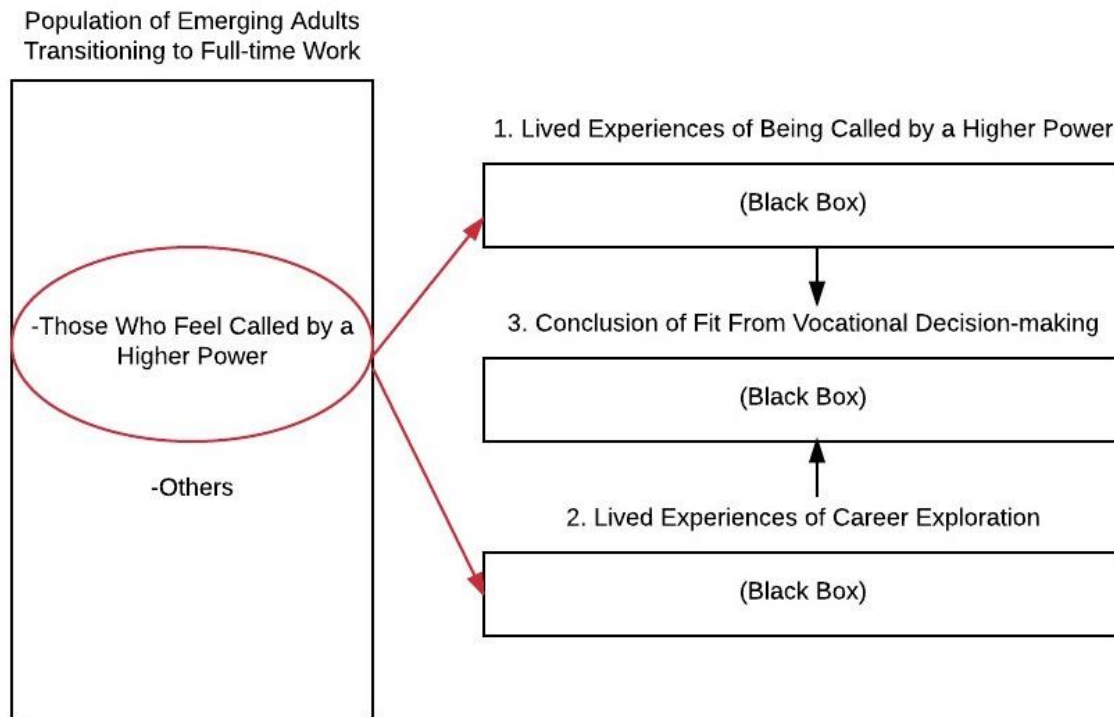 Population of Emerging Adults
Transitioning to Full-time Work
-Those Who Feel Called by a
Higher Power
-Others
1. Lived Experiences of Being Called by a Higher Power
(Black Box)
3. Conclusion of Fit From Vocational Decision-making
(Black Box)
2. Lived Experiences of Career Exploration
(Black Box)